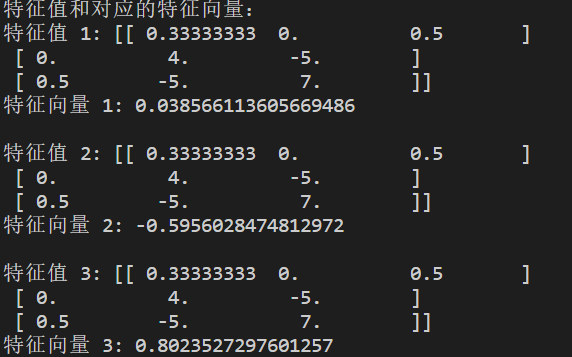 特征值和对应的特征向量:
特征值 1: [[ 0.33333333  0.          0.5       ]
 [ 0.          4.         -5.        ]
 [ 0.5        -5.          7.        ]]
特征向量 1: 0.038566113605669486
特征值 2: [[ 0.33333333  0.          0.5       ]
 [ 0.          4.         -5.        ]
 [ 0.5        -5.          7.        ]]
特征向量 2: -0.5956028474812972
特征值 3: [[ 0.33333333  0.          0.5       ]
 [ 0.          4.         -5.        ]
 [ 0.5        -5.          7.        ]]
特征向量 3: 0.8023527297601257